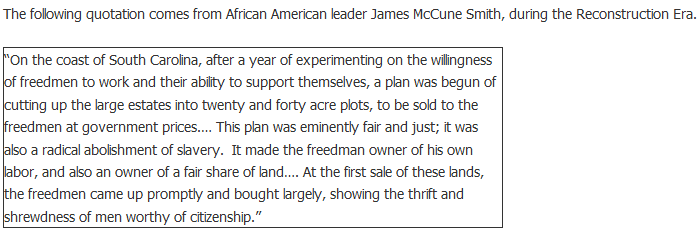 The following quotation comes from African American leader James McCune Smith, during the Reconstruction Era.
"On the coast of South Carolina, after a year of experimenting on the willingness
of freedmen to work and their ability to support themselves, a plan was begun of
cutting up the large estates into twenty and forty acre plots, to be sold to the
freedmen at government prices.... This plan was eminently fair and just; it was
also a radical abolishment of slavery.  It made the freedman owner of his own
labor, and also an owner of a fair share of land.... At the first sale of these lands,
the freedmen came up promptly and bought largely, showing the thrift and
shrewdness of men worthy of citizenship."